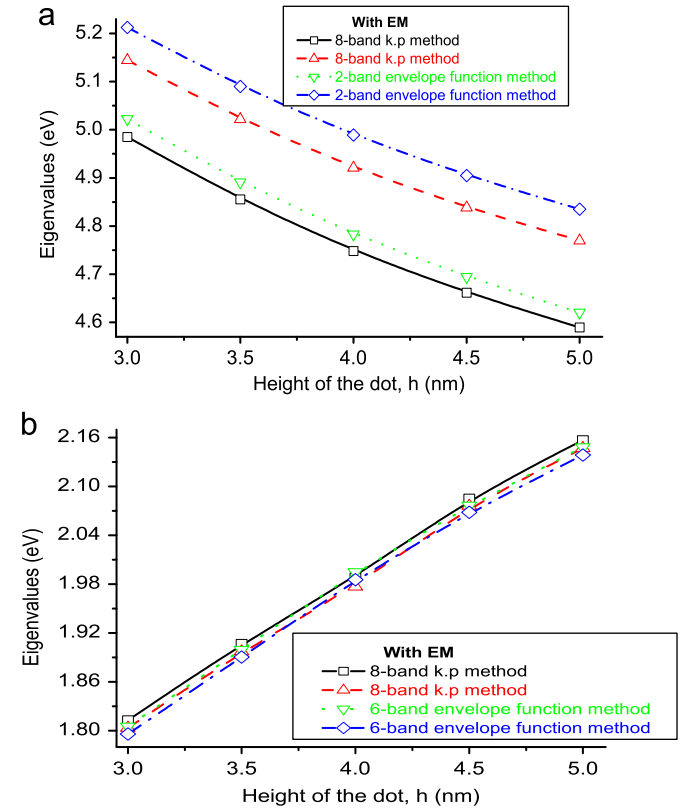 a
With EM
8-band k.p method
8-band k.p method
2-band envelope function method
2-band envelope function method
5.2
5.1
5.0
4.9
4.8
4.7
4.6
Eigenvalues (eV)
3.0 3.5 4.0 4.5 5.0
Height of the dot, h (nm)
b
2.16
2.10
2.04
1.98
1.92
1.86
1.80
Eigenvalues (eV)
With EM
8-band k.p method
8-band k.p method
6-band envelope function method
6-band envelope function method
3.0 3.5 4.0 4.5 5.0
Height of the dot, h (nm)